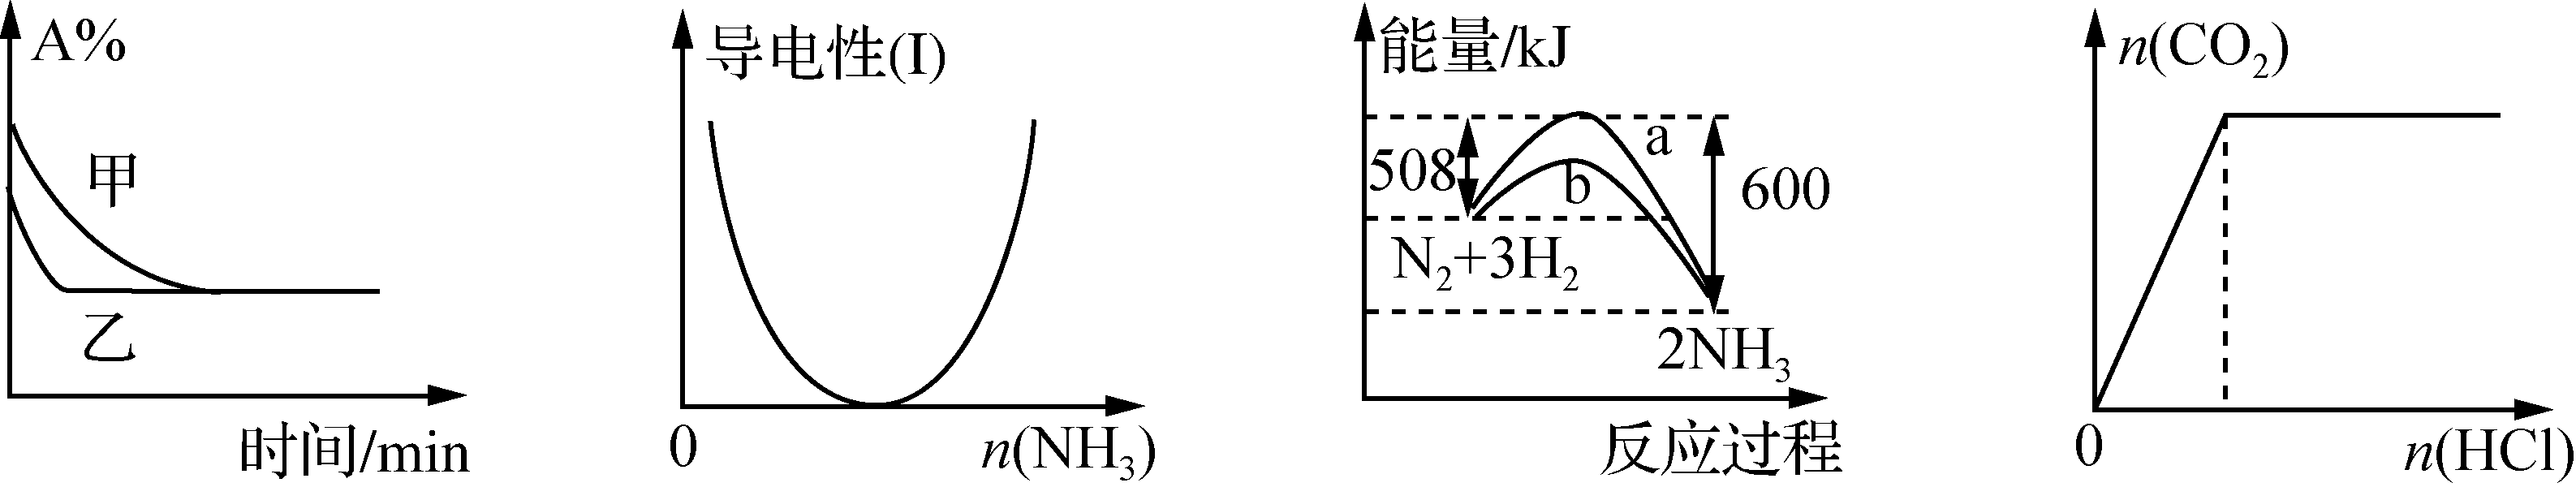 A%
甲
乙
时间/min
导电性(I)
0
n(NH₃)
能量/kJ
508
a
b
600
N₂+3H₂
2NH₃
反应过程
n(CO₂)
0
n(HCl)